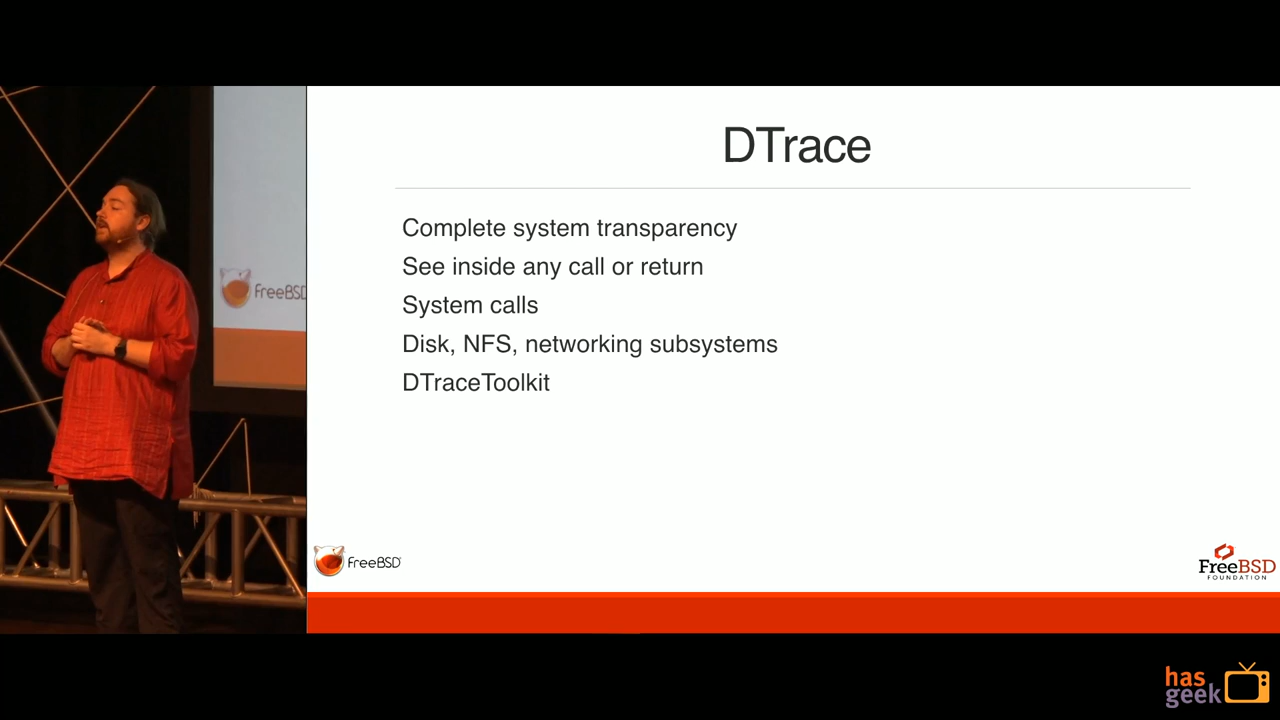 DTrace
Complete system transparency
See inside any call or return
System calls
Disk, NFS, networking subsystems
DTraceToolkit
FreeBSD
FreeBSD
FreeBSD
FOUNDATION
has
geek